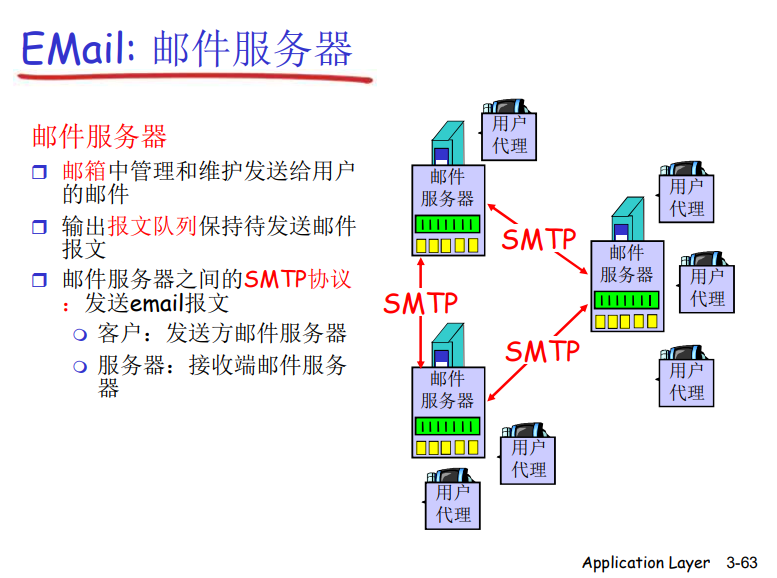 EMail: 邮件服务器
邮件服务器
邮箱中管理和维护发送给用户
的邮件
输出报文队列保持待发送邮件
报文
邮件服务器之间的SMTP协议
：发送email报文
客户：发送方邮件服务器
服务器：接收端邮件服务
器
用户
代理
邮件
服务器
用户
代理
SMTP
邮件
服务器
用户
代理
SMTP
SMTP
用户
代理
邮件
服务器
用户
代理
用户
代理
Application Layer 3-63